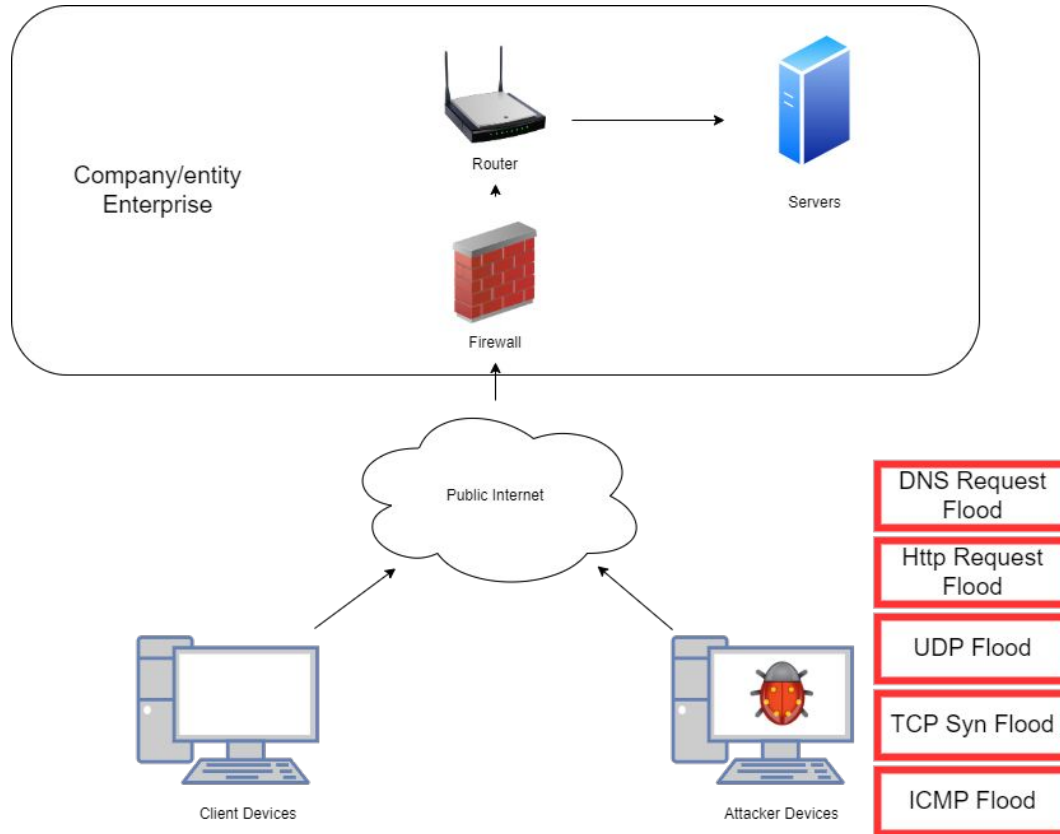 Router
Servers
Company/entity
Enterprise
Firewall
Public Internet
DNS Request
Flood
Http Request
Flood
UDP Flood
TCP Syn Flood
ICMP Flood
Client Devices
Attacker Devices